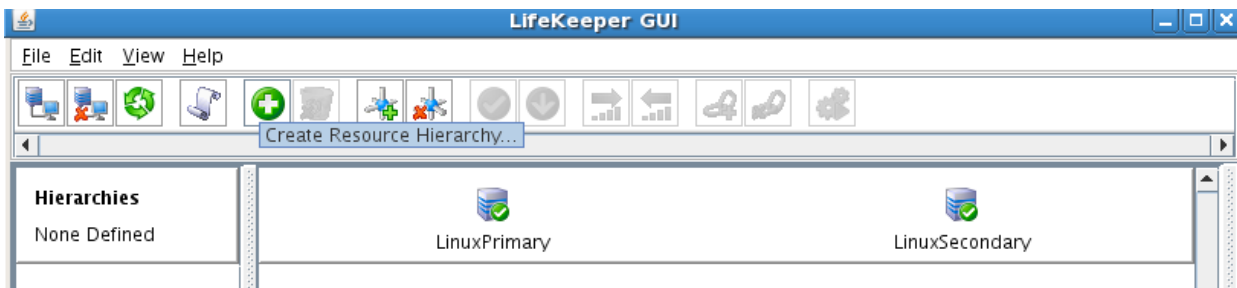 LifeKeeper GUI
File Edit View Help
Create Resource Hierarchy...
Hierarchies
None Defined
LinuxPrimary
LinuxSecondary